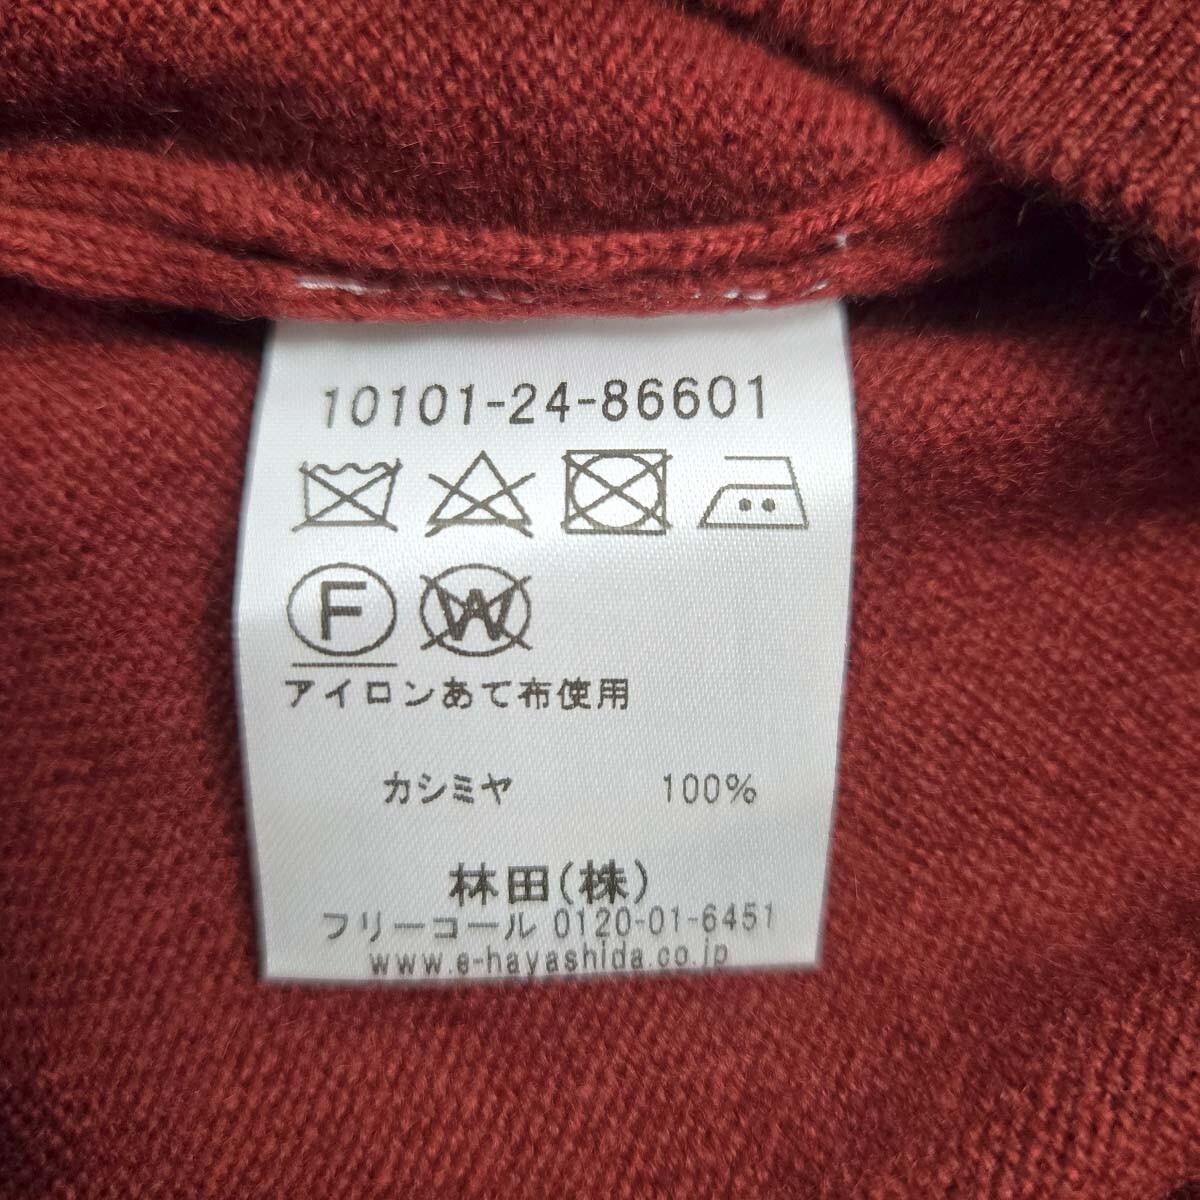 10101-24-86601
F W
アイロンあて布使用
カシミヤ 100%
林田(株)
フリーコール 0120-01-6451
www.e-hayashida.co.jp